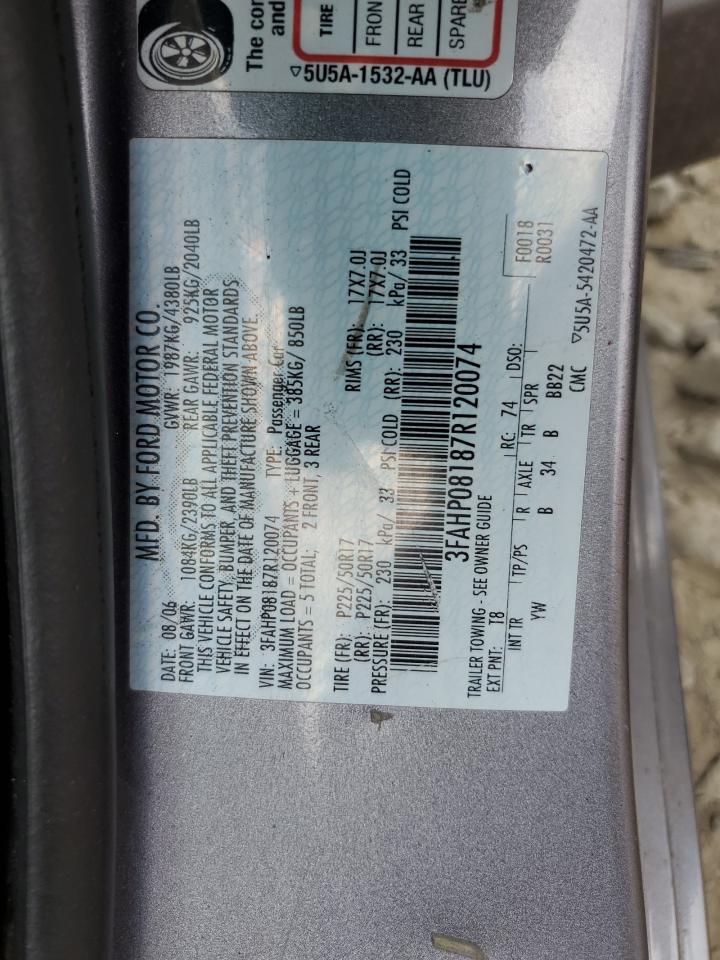 The cor
and
TIRE
FRON
REAR
SPARE
5U5A-1532-AA (TLU)
MFD. BY FORD MOTOR CO.
DATE: 08/06 GVWR: 1987KG/4380LB
FRONT GAWR: 1084KG/2390LB REAR GAWR: 925KG/2040LB
THIS VEHICLE CONFORMS TO ALL APPLICABLE FEDERAL MOTOR
VEHICLE SAFETY, BUMPER, AND THEFT PREVENTION STANDARDS
IN EFFECT ON THE DATE OF MANUFACTURE SHOWN ABOVE.
VIN: 3FAHP08187R120074 TYPE: Passenger Car
MAXIMUM LOAD = OCCUPANTS + LUGGAGE = 385KG/ 850LB
OCCUPANTS = 5 TOTAL; 2 FRONT, 3 REAR
TIRE (FR): P225/50R17 RIMS (FR): 17X7.0J
(RR): P225/50R17 (RR): 17X7.0J
PRESSURE (FR): 230 kPa/ 33 PSI COLD (RR): 230 kPa/ 33 PSI COLD
3FAHP08187R120074
TRAILER TOWING - SEE OWNER GUIDE
EXT PNT: T8 RC: 74 DSO: F0018
R0031
INT TR TP/PS R AXLE TR SPR
YW B 34 B BB22
CMC
5U5A-5420472-AA